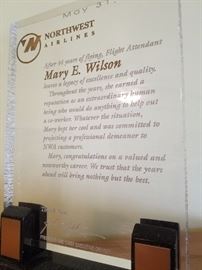 May 31,
NORTHWEST
AIRLINES
After 44 years of flying, Flight Attendant
Mary E. Wilson
leaves a legacy of excellence and quality.
Throughout the years, she earned a
reputation as an extraordinary human
being who would do anything to help out
a co-worker. Whatever the situation,
Mary kept her cool and was committed to
projecting a professional demeanor to
NWA customers.
Mary, congratulations on a valued and
noteworthy career. We trust that the years
ahead will bring nothing but the best.